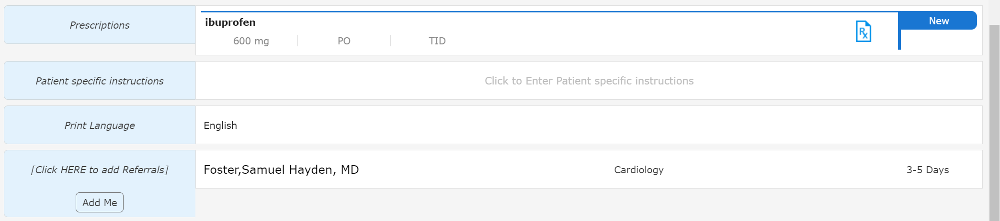 Prescriptions
ibuprofen
600 mg PO TID
Rx
New
Patient specific instructions
Click to Enter Patient specific instructions
Print Language
English
[Click HERE to add Referrals]
Foster,Samuel Hayden, MD
Cardiology
3-5 Days
Add Me